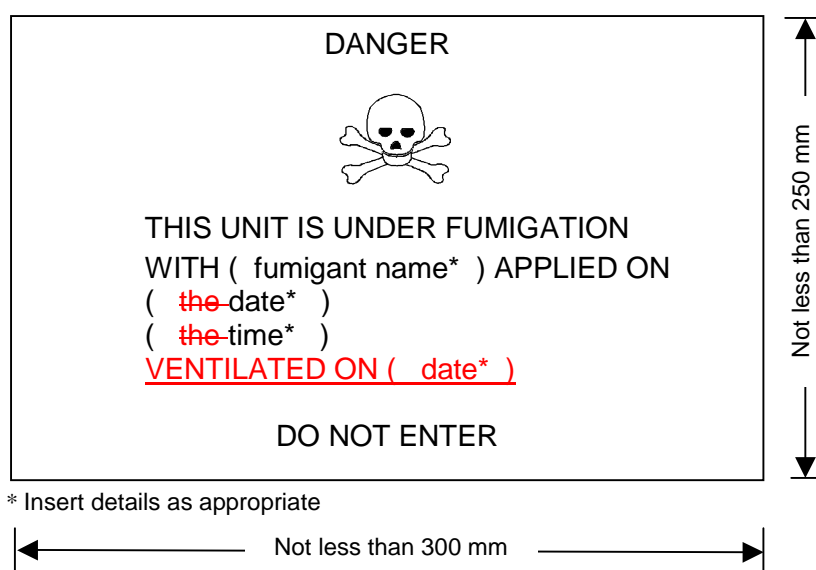 DANGER
THIS UNIT IS UNDER FUMIGATION
WITH ( fumigant name* ) APPLIED ON
( the date* )
( the time* )
VENTILATED ON ( date* )
DO NOT ENTER
Not less than 250 mm
* Insert details as appropriate
Not less than 300 mm